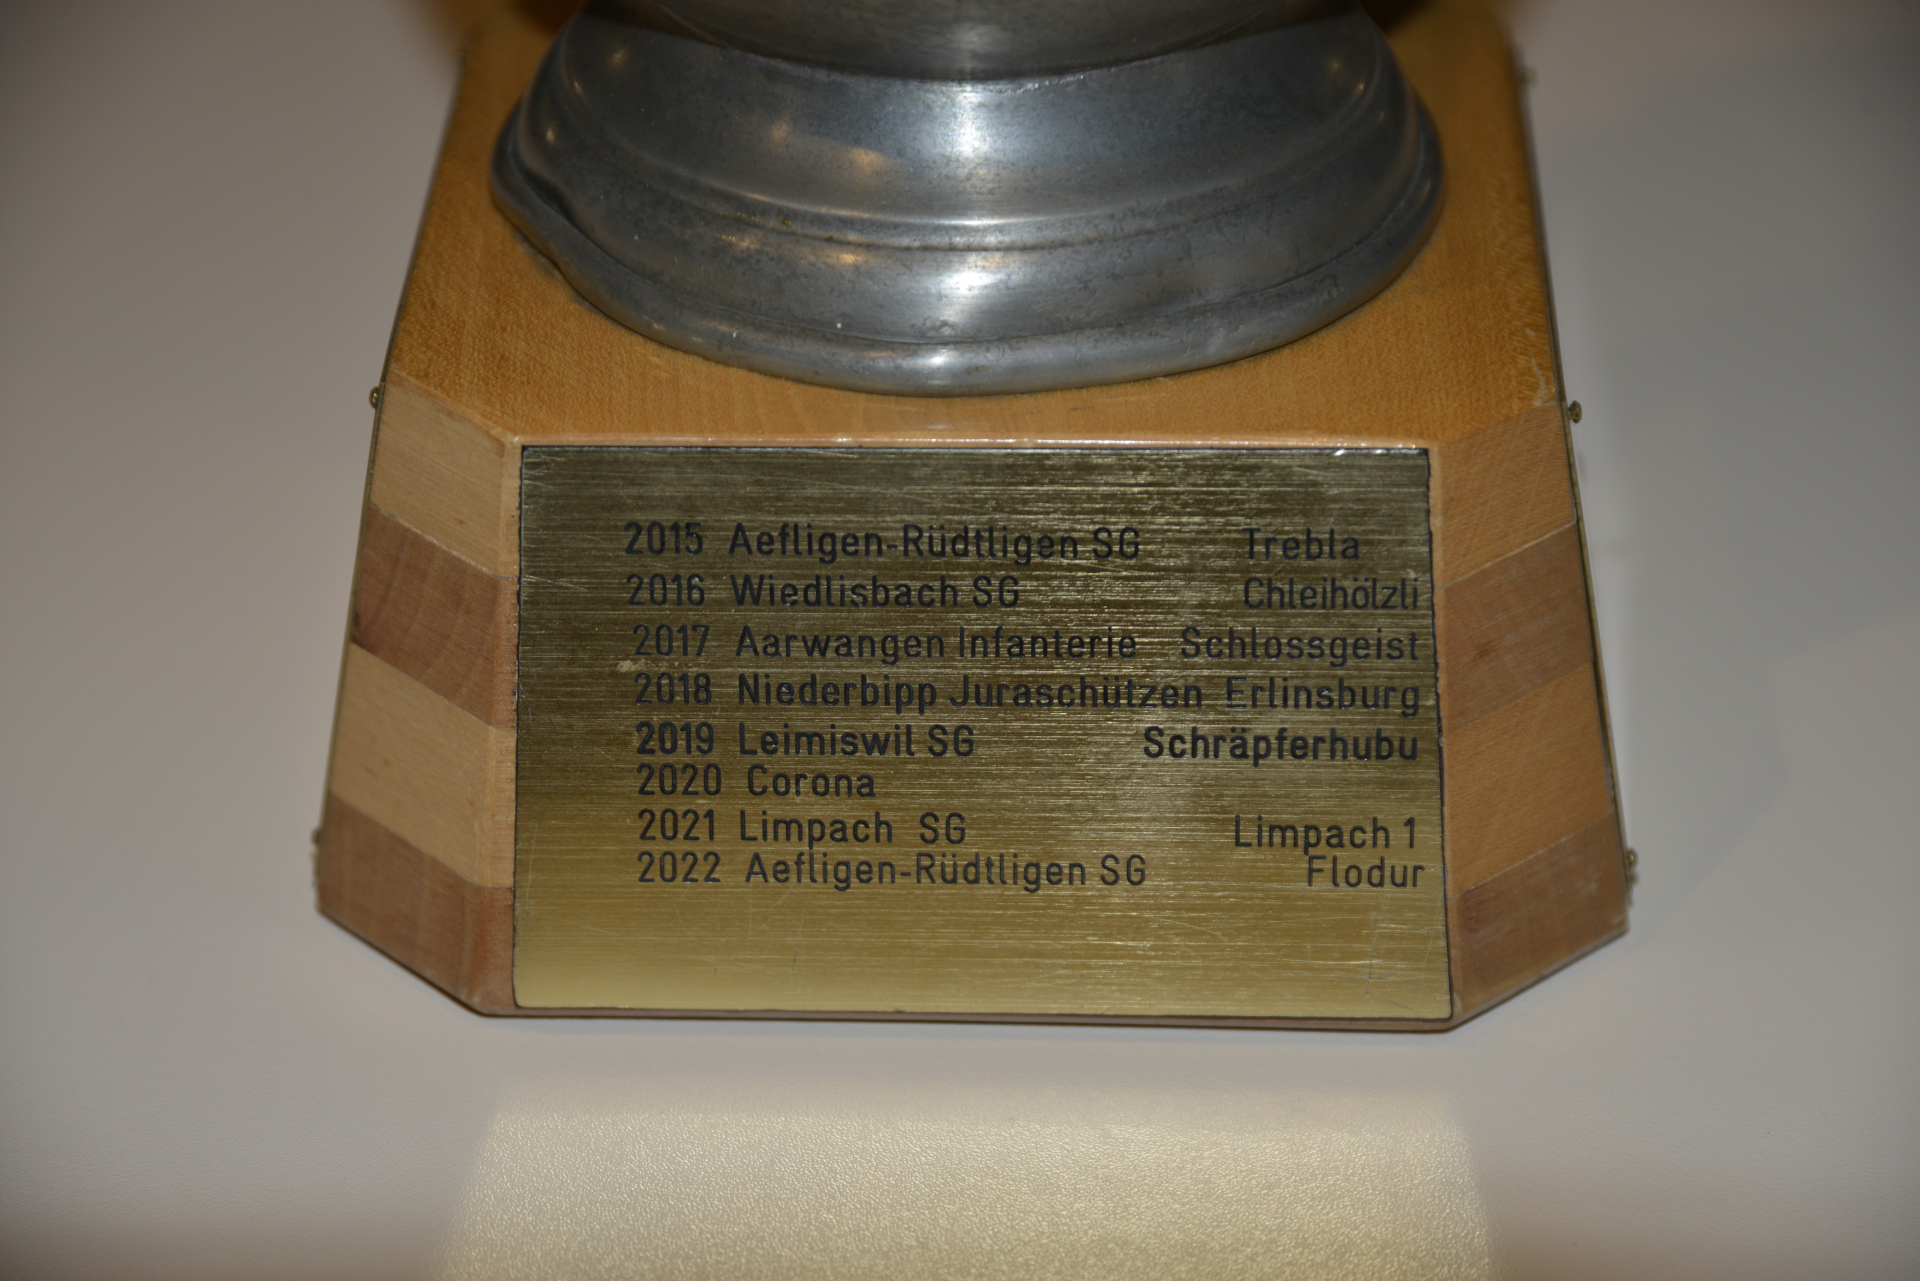 2015 Aefligen-Rüdtligen SG Trebla
2016 Wiedlisbach SG Chleihölzli
2017 Aarwangen Infanterie Schlossgeist
2018 Niederbipp Juraschützen Erlinsburg
2019 Leimiswil SG Schräpferhubu
2020 Corona
2021 Limpach SG Limpach 1
2022 Aefligen-Rüdtligen SG Flodur